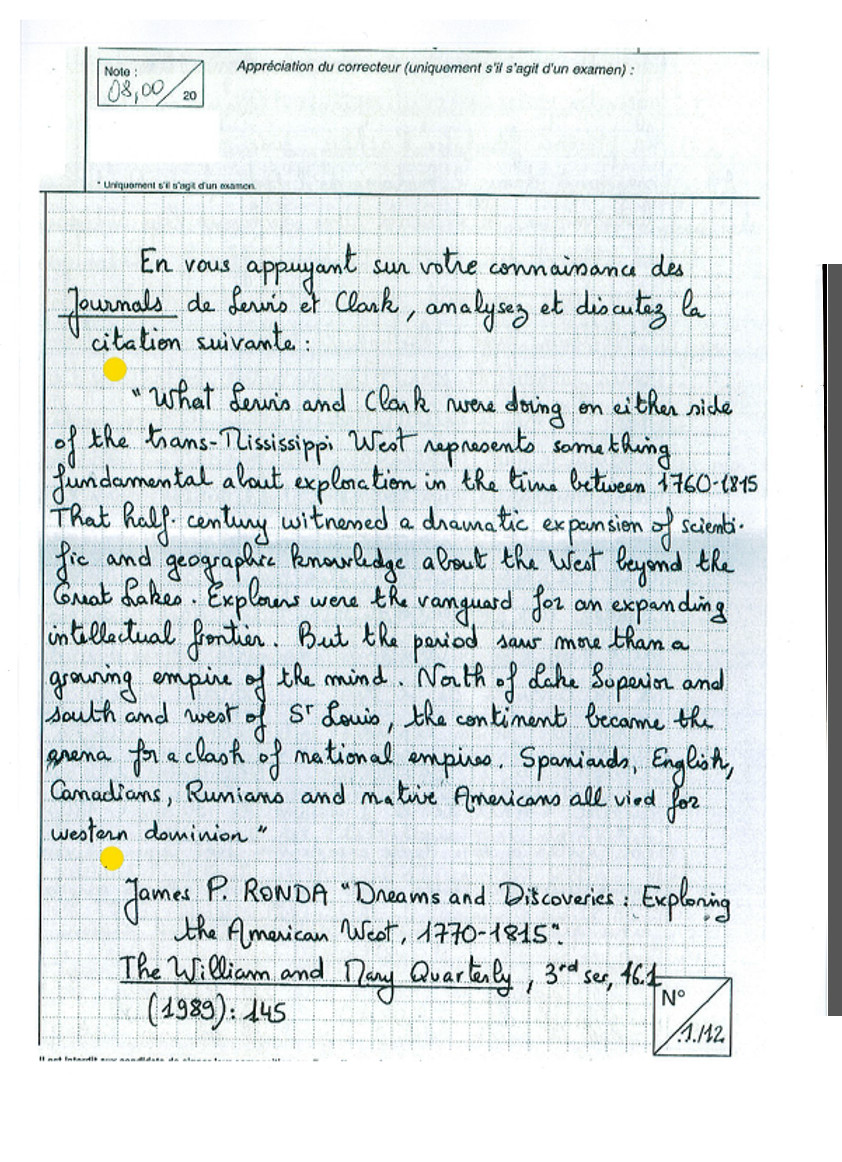 Note :
08,00 / 20
Appréciation du correcteur (uniquement s'il s'agit d'un examen) :
* Uniquement s'il s'agit d'un examen.
En vous appuyant sur votre connaissance des
Journals de Lewis et Clark, analysez et discutez la
citation suivante :
"What Lewis and Clark were doing on either side
of the trans-Mississippi West represents something
fundamental about exploration in the time between 1760-1815
That half-century witnessed a dramatic expansion of scienti-
fic and geographic knowledge about the West beyond the
Great Lakes. Explorers were the vanguard for an expanding
intellectual frontier. But the period saw more than a
growing empire of the mind. North of Lake Superior and
south and west of St Louis, the continent became the
arena for a clash of national empires. Spaniards, English,
Canadians, Russians and native Americans all vied for
western dominion"
James P. RONDA "Dreams and Discoveries : Exploring
the American West, 1770-1815".
The William and Mary Quarterly, 3rd ser, 46.1
(1989): 145
N°
1/12
Il est interdit aux candidats de signer leur composition ou